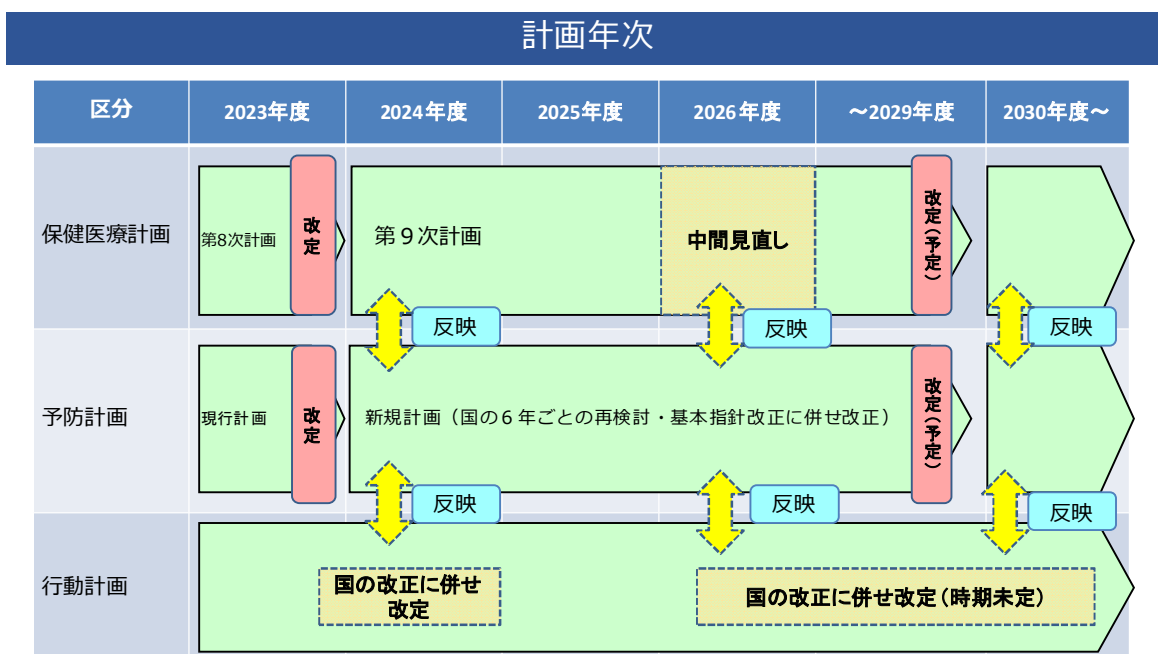 計画年次
区分
2023年度
2024年度
2025年度
2026年度
～2029年度
2030年度～
保健医療計画
第8次計画
改定
第９次計画
中間見直し
改定(予定)
反映
反映
反映
予防計画
現行計画
改定
新規計画（国の６年ごとの再検討・基本指針改正に併せ改正）
改定(予定)
反映
反映
反映
行動計画
国の改正に併せ
改定
国の改正に併せ改定(時期未定)